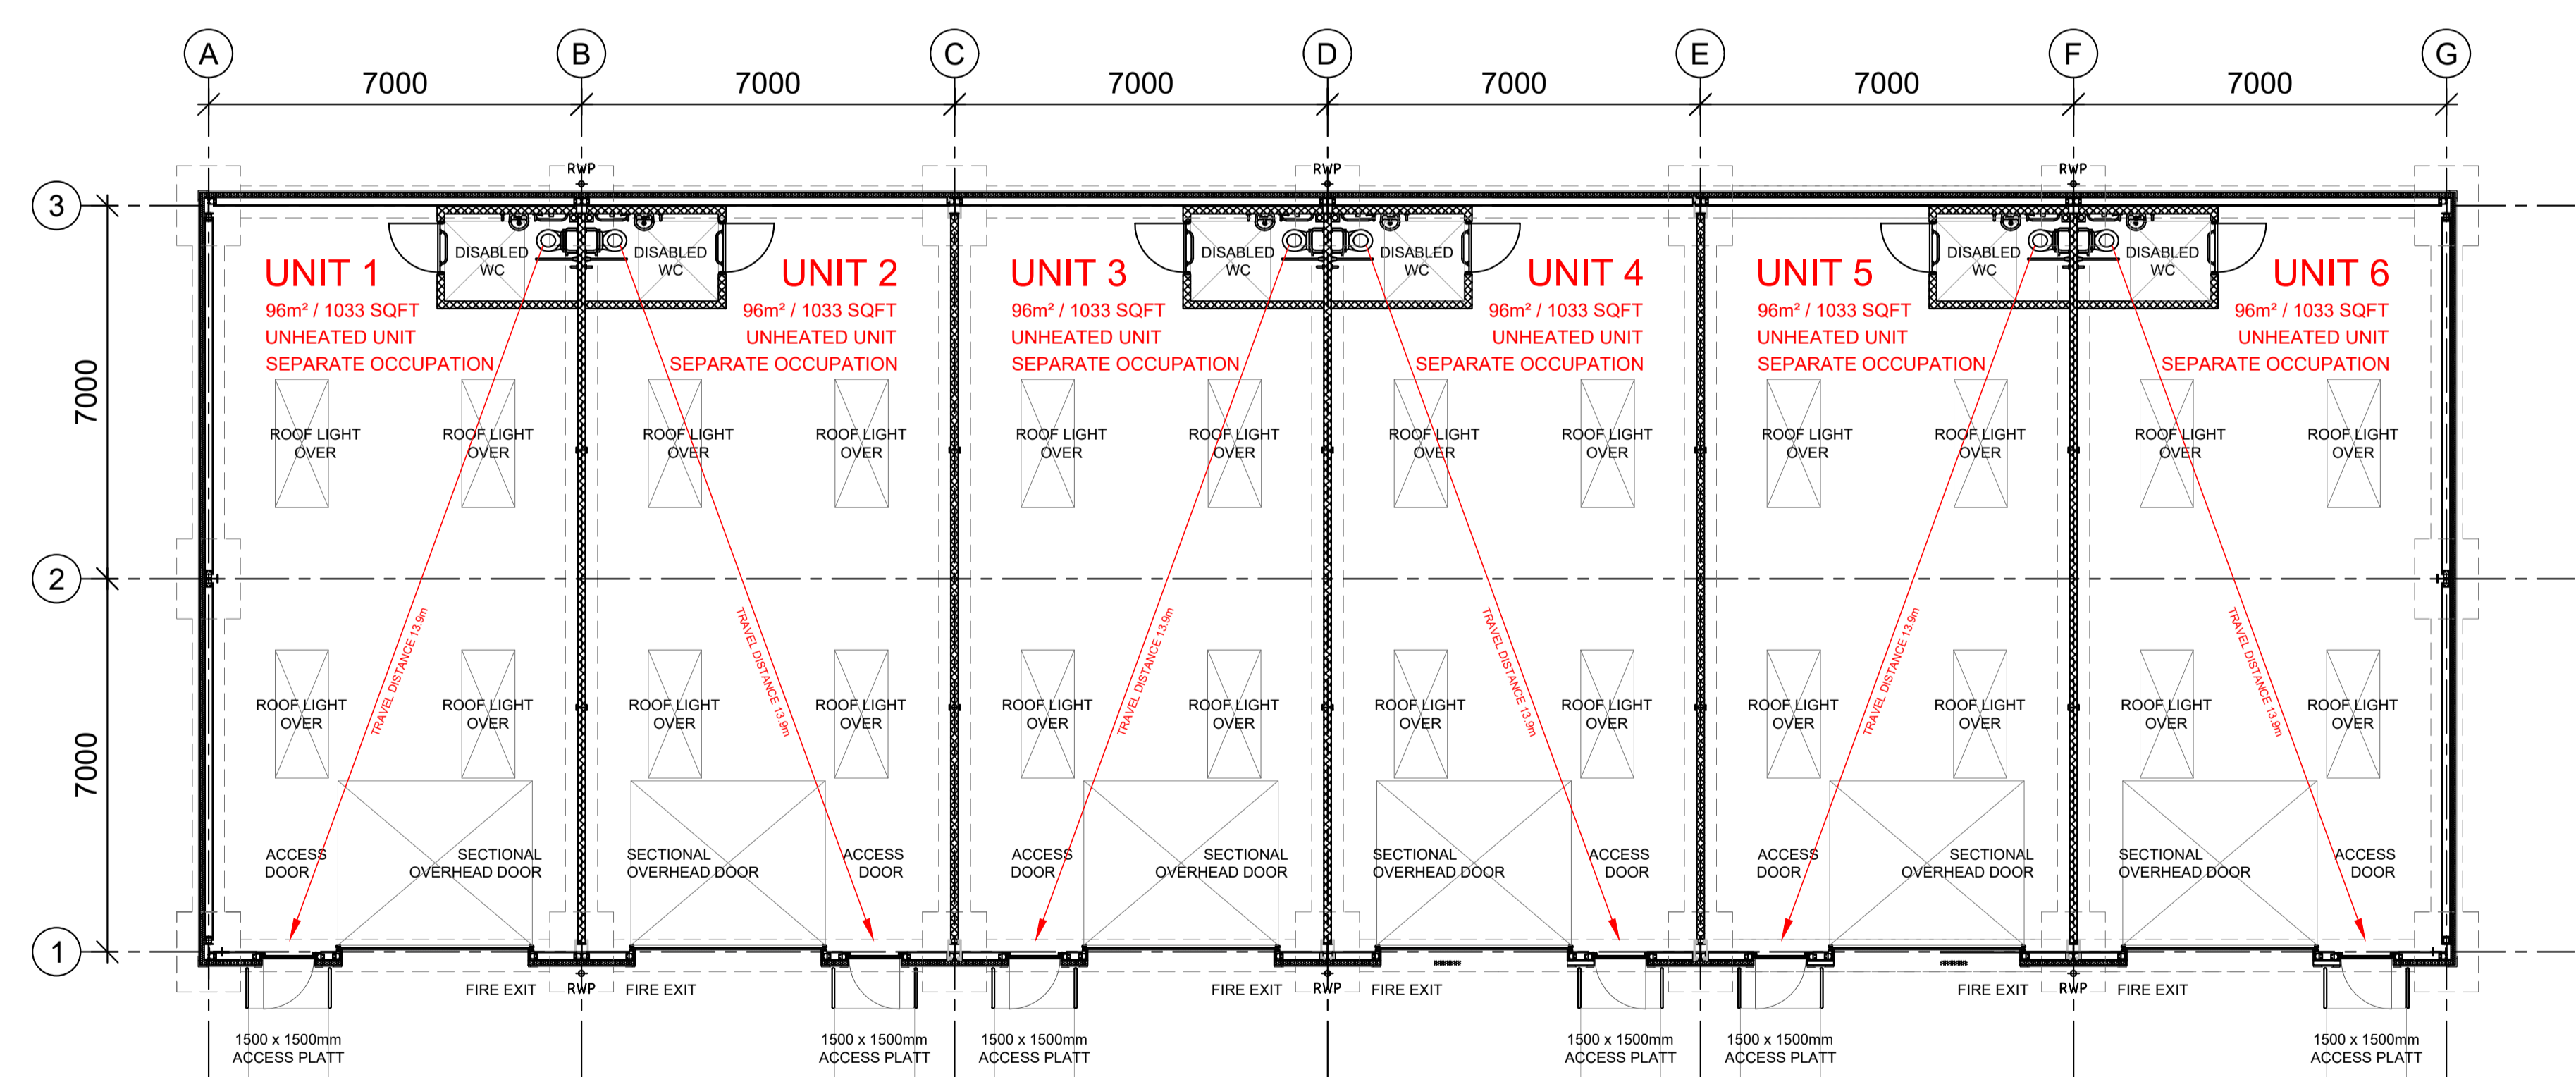 A B C D E F G
7000 7000 7000 7000 7000 7000
RWP RWP RWP
3
DISABLED WC DISABLED WC DISABLED WC DISABLED WC DISABLED WC DISABLED WC
UNIT 1 UNIT 2 UNIT 3 UNIT 4 UNIT 5 UNIT 6
96m² / 1033 SQFT 96m² / 1033 SQFT 96m² / 1033 SQFT 96m² / 1033 SQFT 96m² / 1033 SQFT 96m² / 1033 SQFT
UNHEATED UNIT UNHEATED UNIT UNHEATED UNIT UNHEATED UNIT UNHEATED UNIT UNHEATED UNIT
SEPARATE OCCUPATION SEPARATE OCCUPATION SEPARATE OCCUPATION SEPARATE OCCUPATION SEPARATE OCCUPATION SEPARATE OCCUPATION
7000
ROOF LIGHT ROOF LIGHT ROOF LIGHT ROOF LIGHT ROOF LIGHT ROOF LIGHT ROOF LIGHT ROOF LIGHT ROOF LIGHT ROOF LIGHT ROOF LIGHT ROOF LIGHT
OVER OVER OVER OVER OVER OVER OVER OVER OVER OVER OVER OVER
2
TRAVEL DISTANCE 13.9m TRAVEL DISTANCE 13.9m TRAVEL DISTANCE 13.9m TRAVEL DISTANCE 13.9m TRAVEL DISTANCE 13.9m TRAVEL DISTANCE 13.9m
ROOF LIGHT ROOF LIGHT ROOF LIGHT ROOF LIGHT ROOF LIGHT ROOF LIGHT ROOF LIGHT ROOF LIGHT ROOF LIGHT ROOF LIGHT ROOF LIGHT ROOF LIGHT
OVER OVER OVER OVER OVER OVER OVER OVER OVER OVER OVER OVER
7000
ACCESS SECTIONAL SECTIONAL ACCESS ACCESS SECTIONAL SECTIONAL ACCESS ACCESS SECTIONAL SECTIONAL ACCESS
DOOR OVERHEAD DOOR OVERHEAD DOOR DOOR DOOR OVERHEAD DOOR OVERHEAD DOOR DOOR DOOR OVERHEAD DOOR OVERHEAD DOOR DOOR
1
FIRE EXIT RWP FIRE EXIT FIRE EXIT RWP FIRE EXIT FIRE EXIT RWP FIRE EXIT
1500 x 1500mm 1500 x 1500mm 1500 x 1500mm 1500 x 1500mm 1500 x 1500mm 1500 x 1500mm
ACCESS PLATT ACCESS PLATT ACCESS PLATT ACCESS PLATT ACCESS PLATT ACCESS PLATT